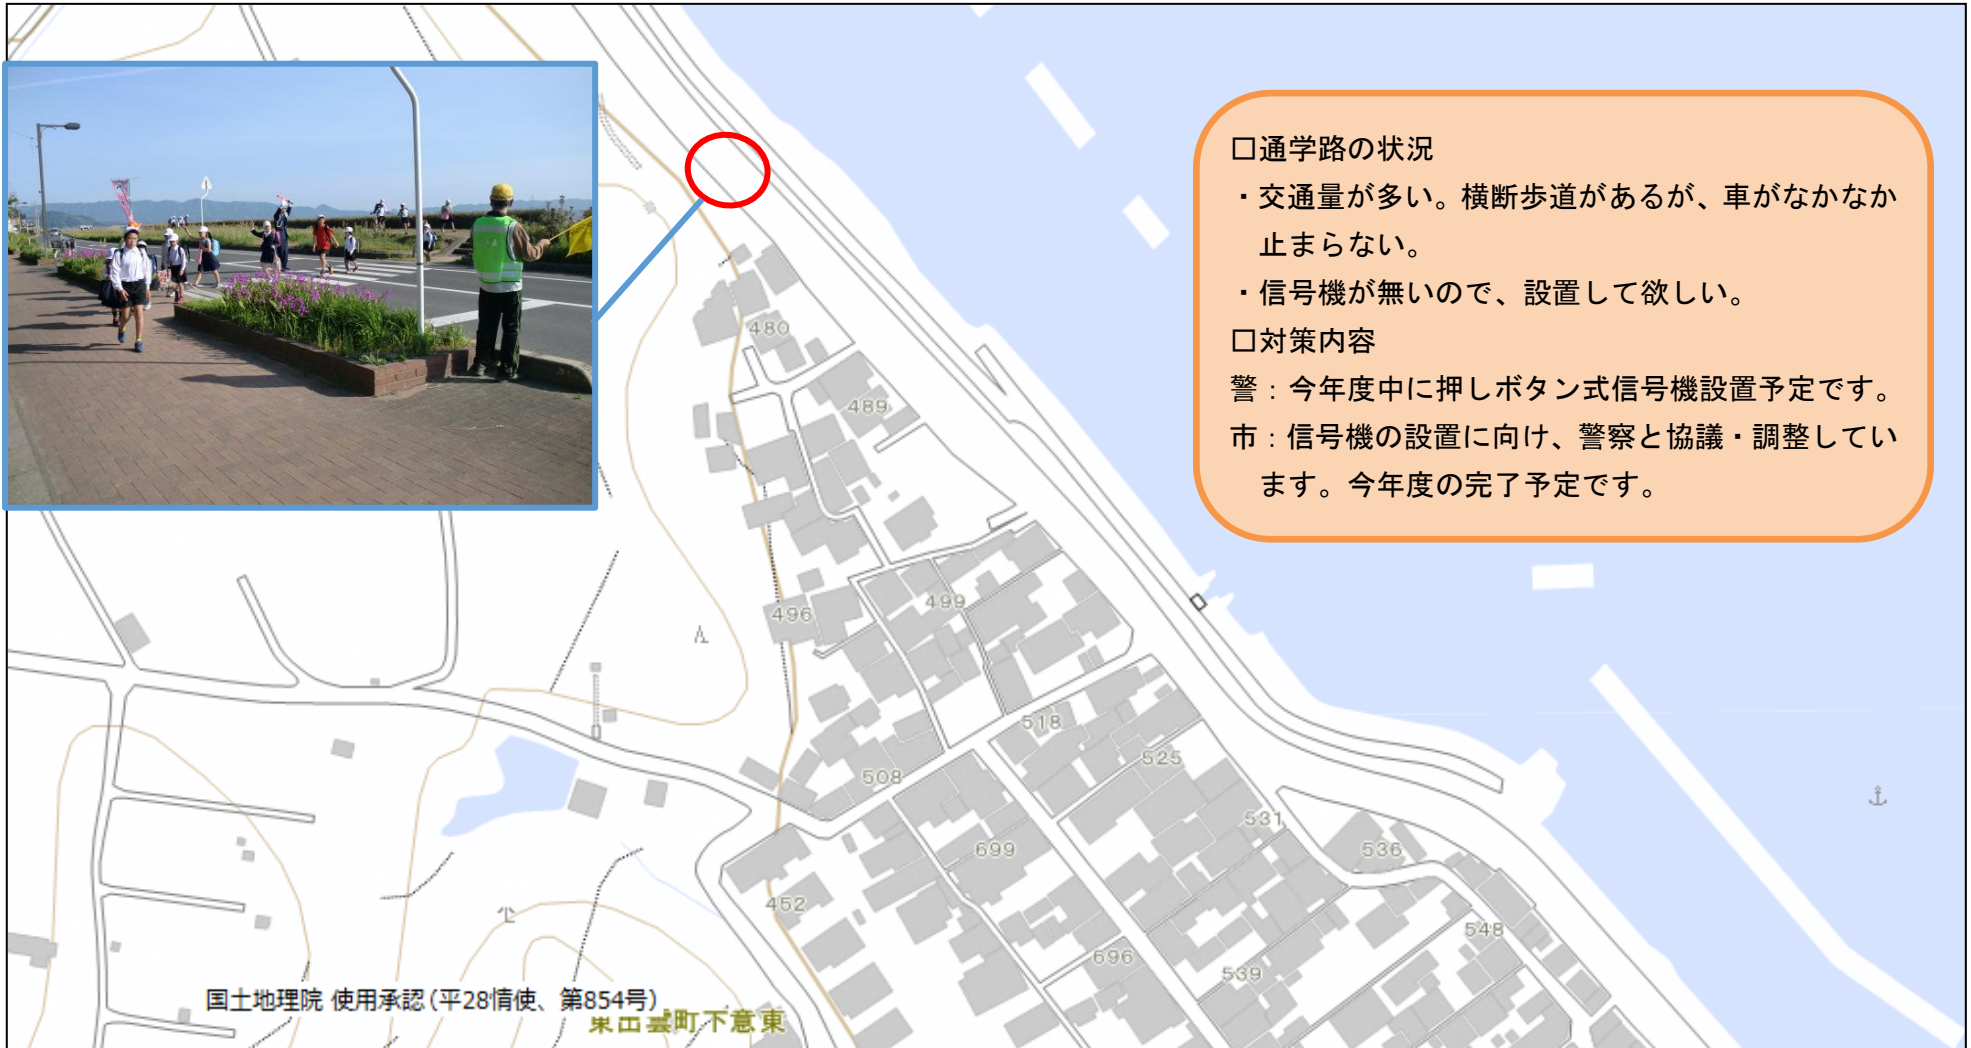 □通学路の状況
・交通量が多い。横断歩道があるが、車がなかなか
止まらない。
・信号機が無いので、設置して欲しい。
□対策内容
警：今年度中に押しボタン式信号機設置予定です。
市：信号機の設置に向け、警察と協議・調整してい
ます。今年度の完了予定です。
480
489
496
499
518
508
525
531
536
699
452
548
696
539
国土地理院 使用承認（平28情使、第854号）
東出雲町下意東